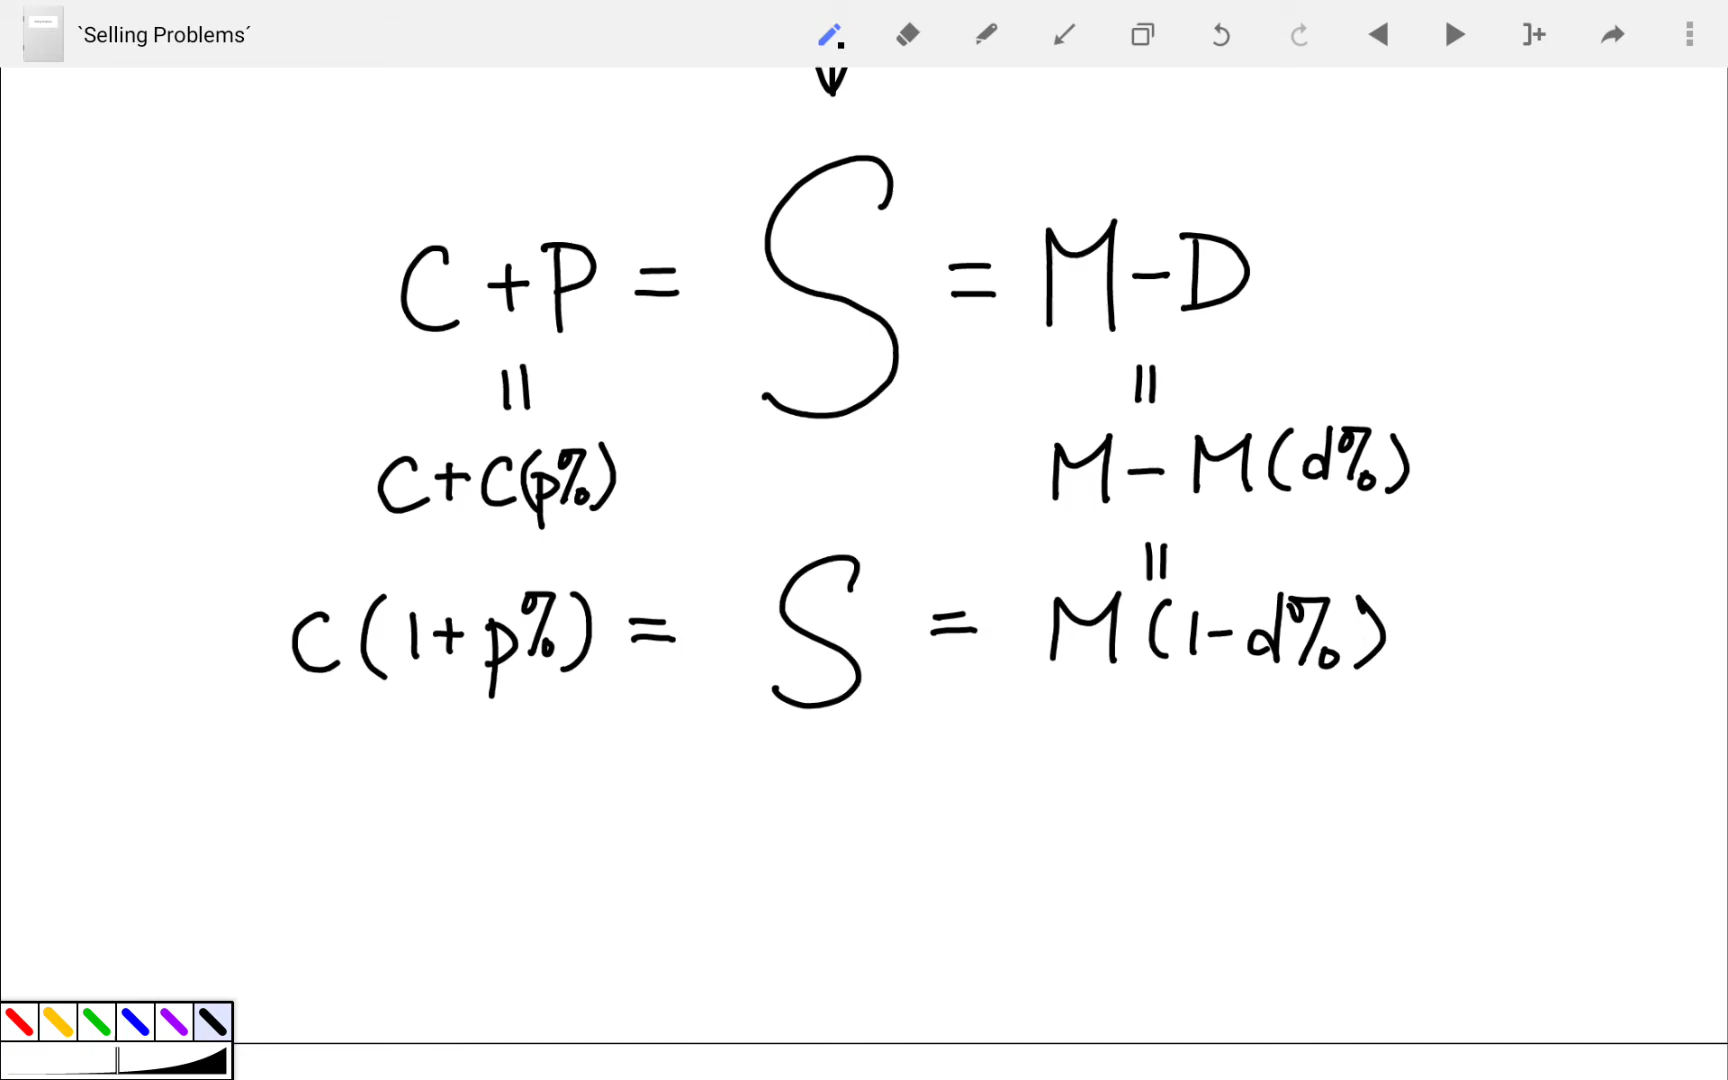 `Selling Problems´
C + P = S = M - D
= =
C + C(p%) M - M(d%)
=
C(1 + p%) = S = M(1 - d%)